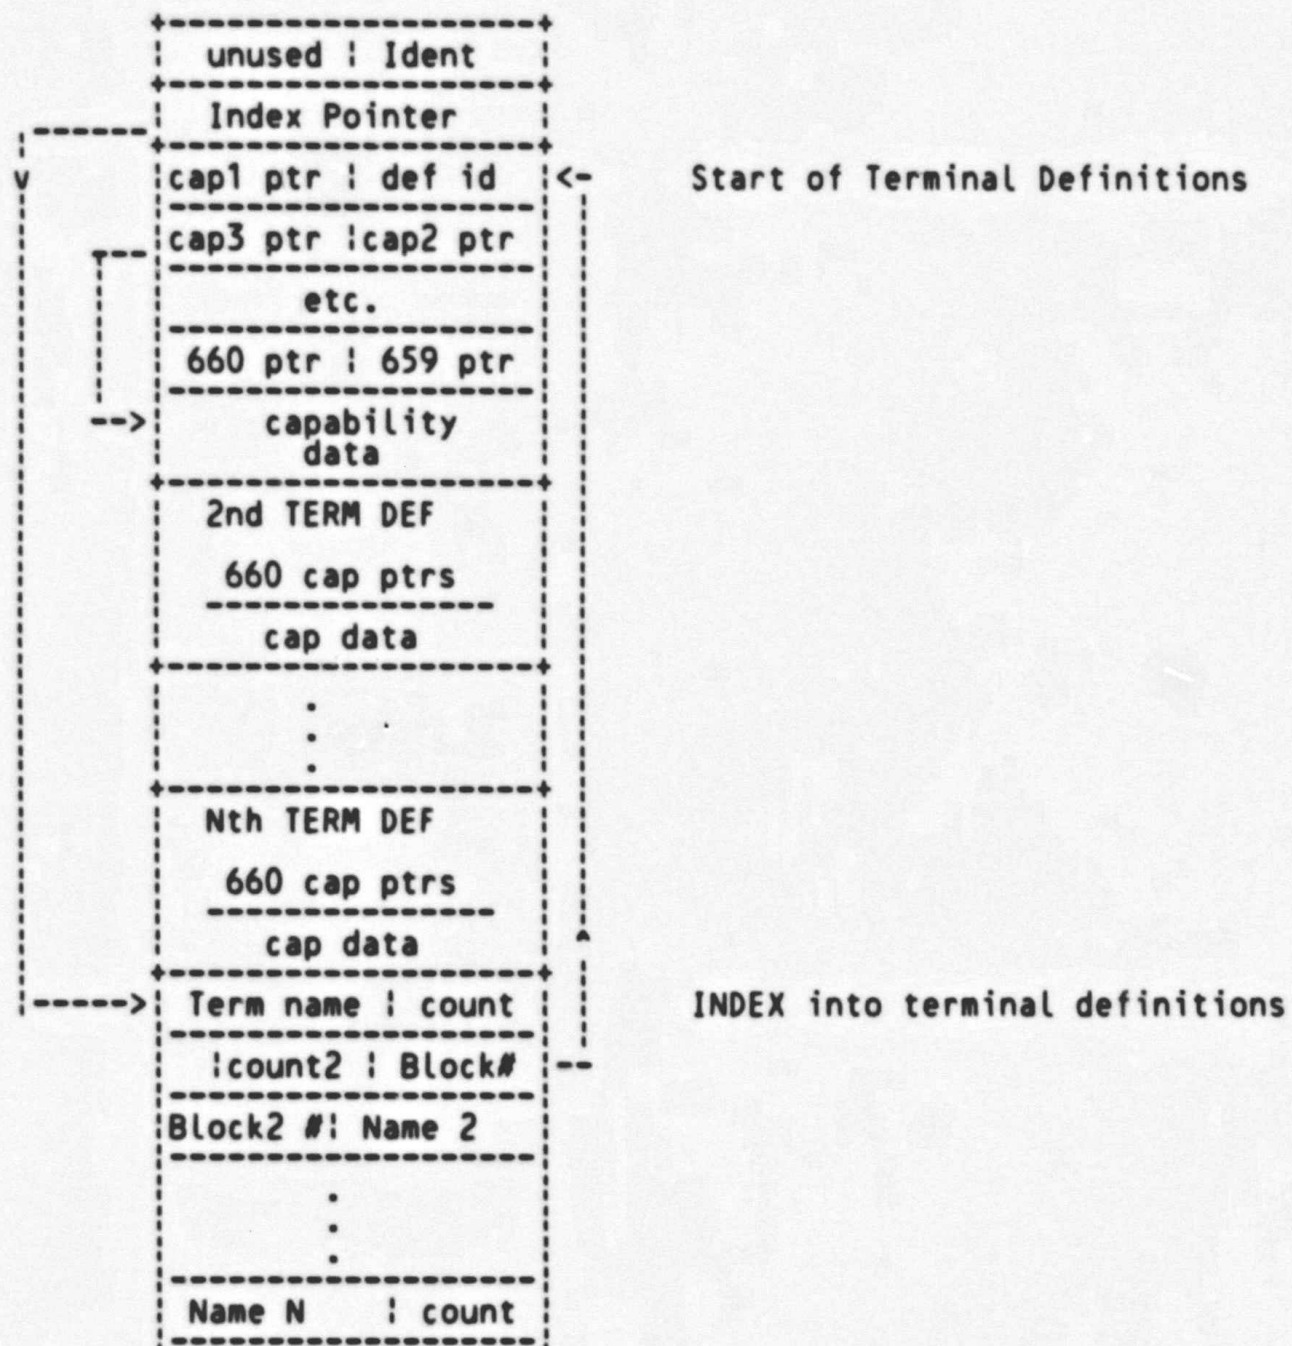 unused | Ident
Index Pointer
cap1 ptr | def id <- Start of Terminal Definitions
cap3 ptr |cap2 ptr
etc.
660 ptr | 659 ptr
capability
data
2nd TERM DEF
660 cap ptrs
cap data
.
.
.
Nth TERM DEF
660 cap ptrs
cap data
Term name | count INDEX into terminal definitions
|count2 | Block#
Block2 #| Name 2
.
.
.
Name N | count